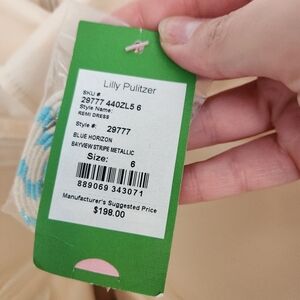 Lilly Pulitzer
SKU #
29777 440ZL5 6
Style Name:
REMI DRESS
Style #: 29777
BLUE HORIZON
BAYVIEW STRIPE METALLIC
Size: 6
889069 343071
Manufacturer's Suggested Price
$198.00